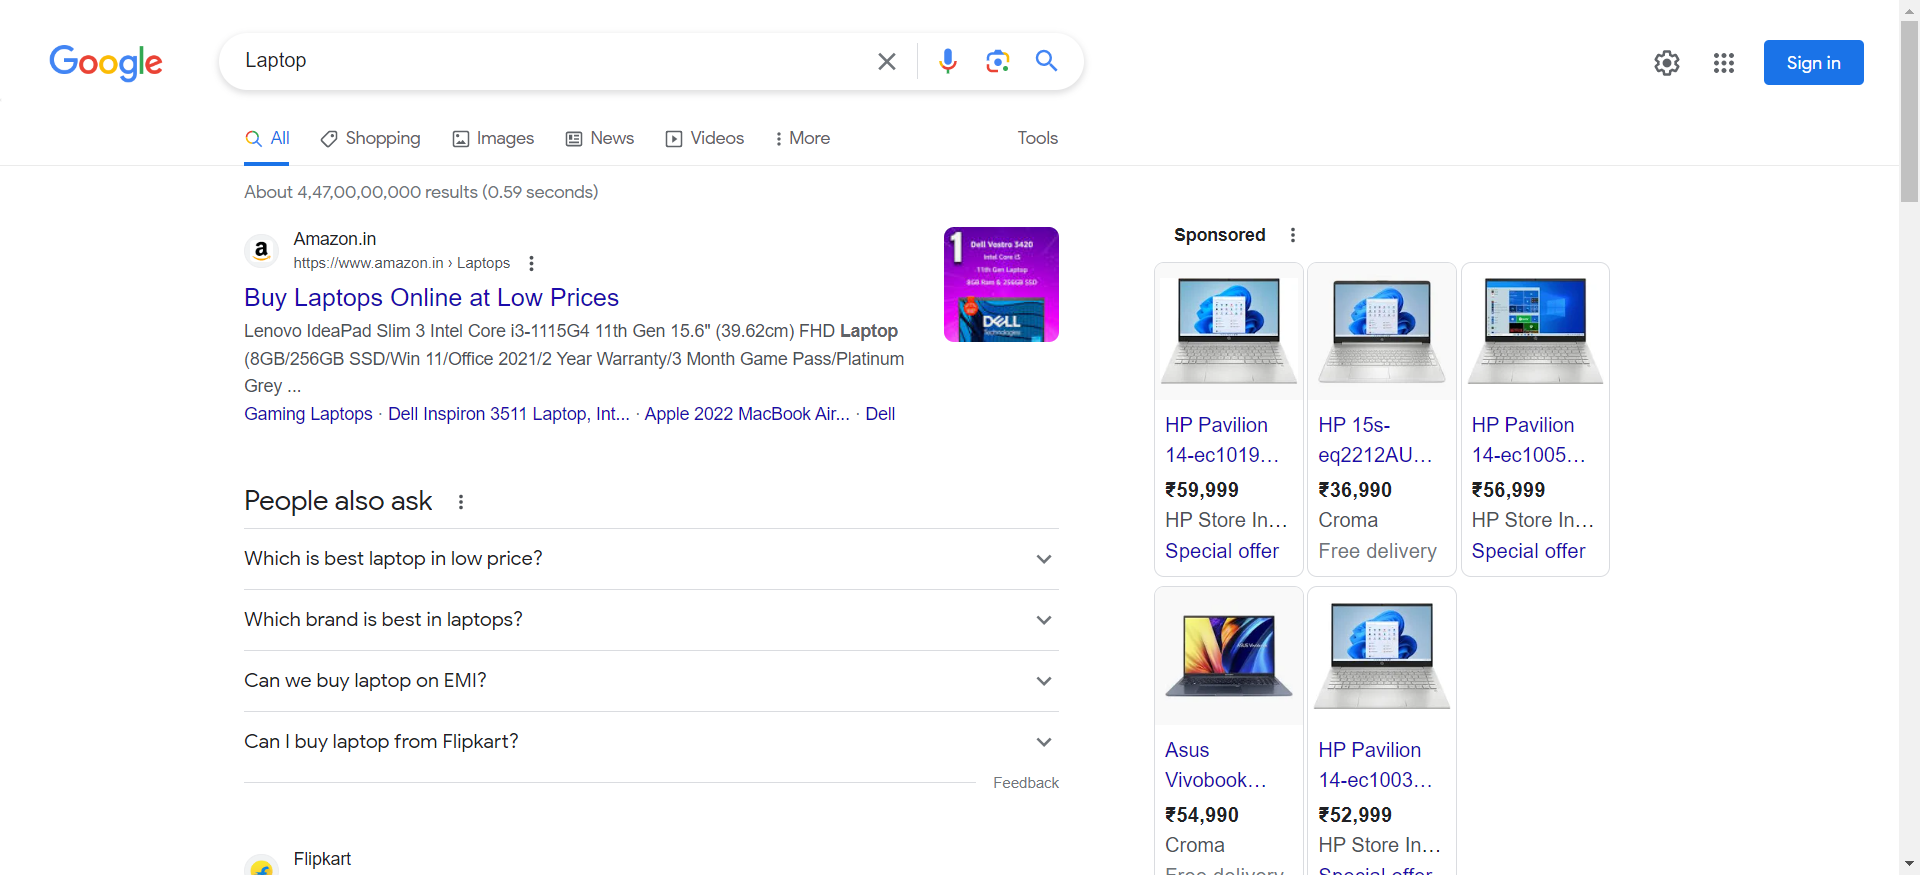 Google
Laptop
Sign in
All
Shopping
Images
News
Videos
More
Tools
About 4,47,00,00,000 results (0.59 seconds)
Amazon.in
https://www.amazon.in › Laptops
Buy Laptops Online at Low Prices
Lenovo IdeaPad Slim 3 Intel Core i3-1115G4 11th Gen 15.6" (39.62cm) FHD Laptop
(8GB/256GB SSD/Win 11/Office 2021/2 Year Warranty/3 Month Game Pass/Platinum
Grey ...
Gaming Laptops · Dell Inspiron 3511 Laptop, Int... · Apple 2022 MacBook Air... · Dell
1
Dell Vostro 3420
Intel Core i3
11th Gen Laptop
8GB Ram & 256GB SSD
DELL
Technologies
People also ask
Which is best laptop in low price?
Which brand is best in laptops?
Can we buy laptop on EMI?
Can I buy laptop from Flipkart?
Feedback
Flipkart
Sponsored
HP Pavilion
14-ec1019...
₹59,999
HP Store In...
Special offer
HP 15s-
eq2212AU...
₹36,990
Croma
Free delivery
HP Pavilion
14-ec1005...
₹56,999
HP Store In...
Special offer
Asus
Vivobook...
₹54,990
Croma
Free delivery
HP Pavilion
14-ec1003...
₹52,999
HP Store In...
Special offer